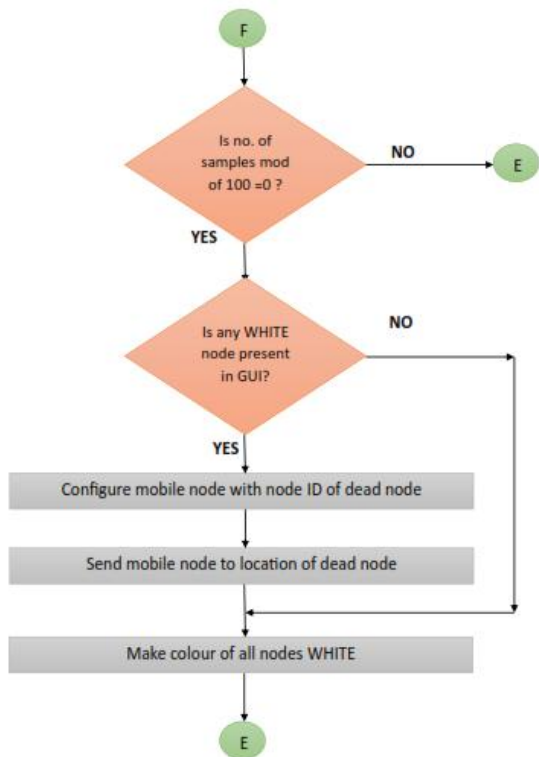 F
Is no. of
samples mod
of 100 =0 ?
NO
E
YES
Is any WHITE
node present
in GUI?
NO
YES
Configure mobile node with node ID of dead node
Send mobile node to location of dead node
Make colour of all nodes WHITE
E